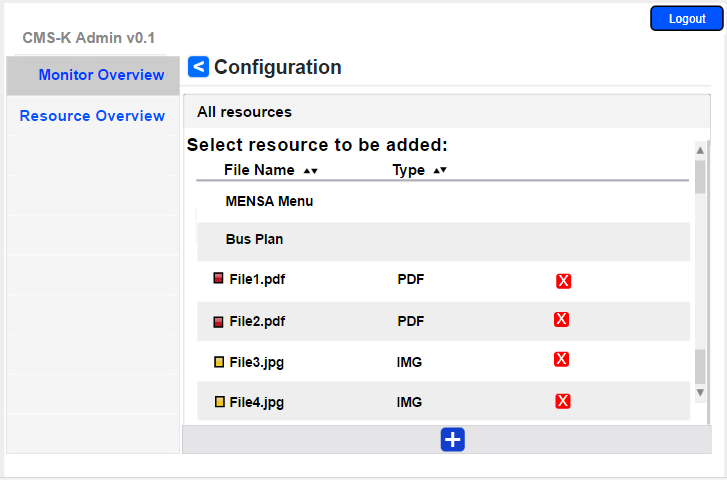 Logout
CMS-K Admin v0.1
Monitor Overview
Resource Overview
< Configuration
All resources
Select resource to be added:
File Name ▲▼ Type ▲▼
MENSA Menu
Bus Plan
File1.pdf PDF X
File2.pdf PDF X
File3.jpg IMG X
File4.jpg IMG X
+